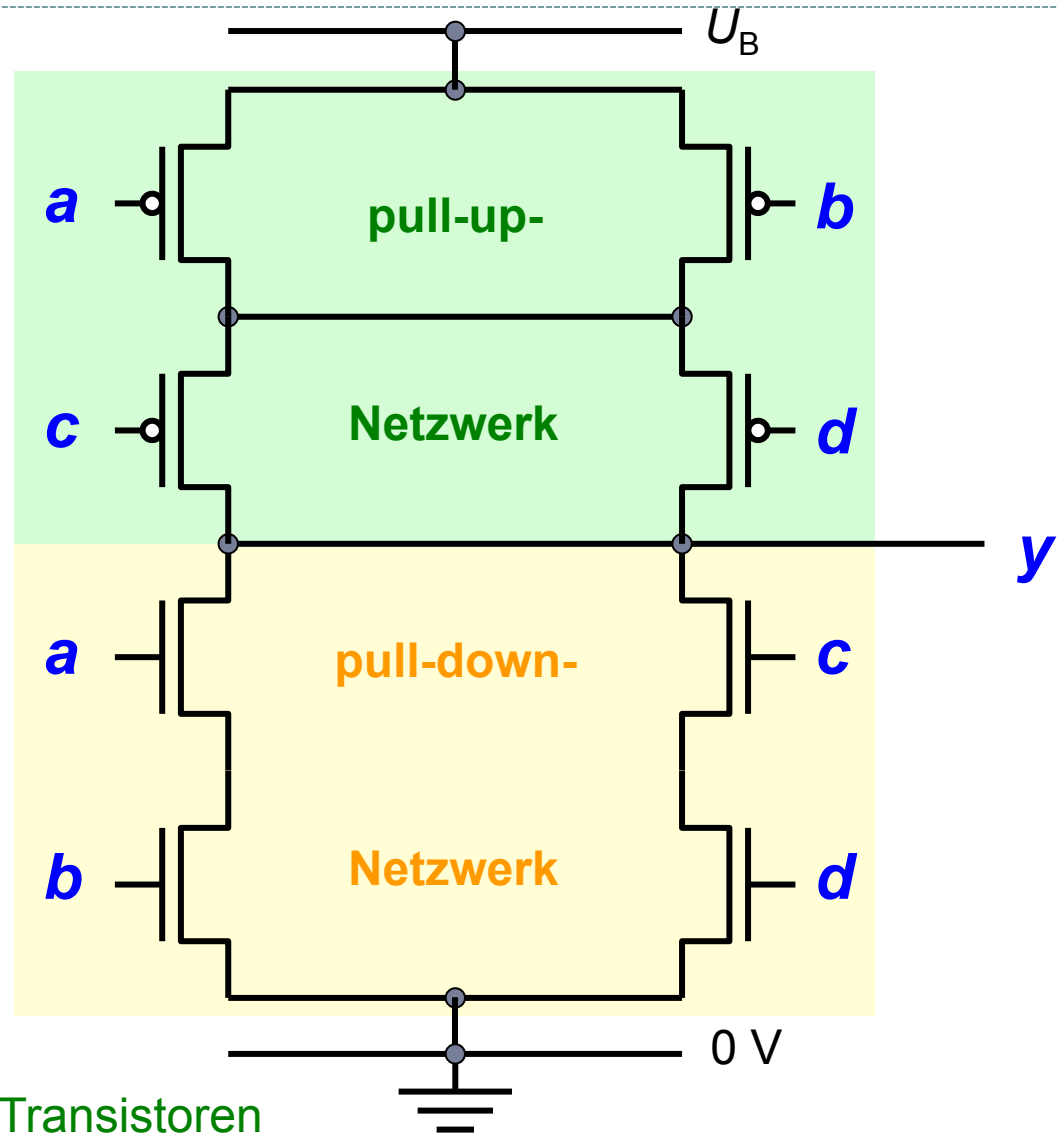 U_B
a b
pull-up-
c Netzwerk d
y
a pull-down- c
b Netzwerk d
0 V
Transistoren